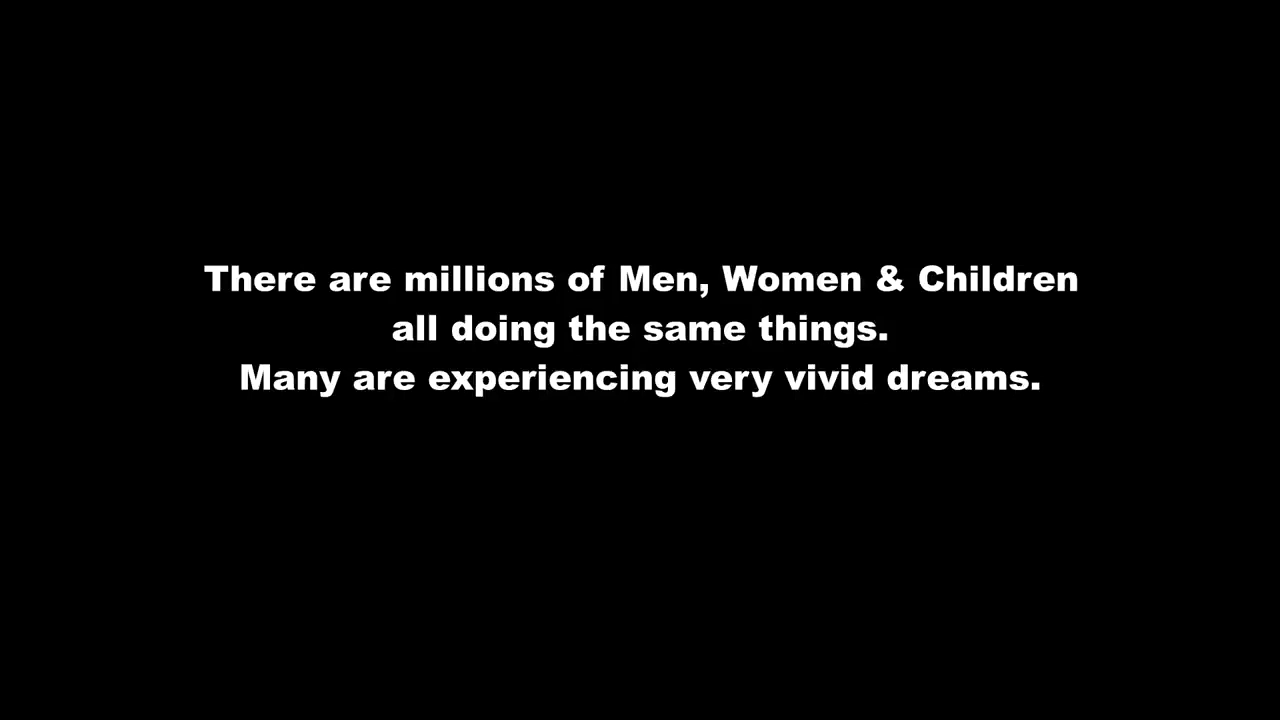 There are millions of Men, Women & Children
all doing the same things.
Many are experiencing very vivid dreams.